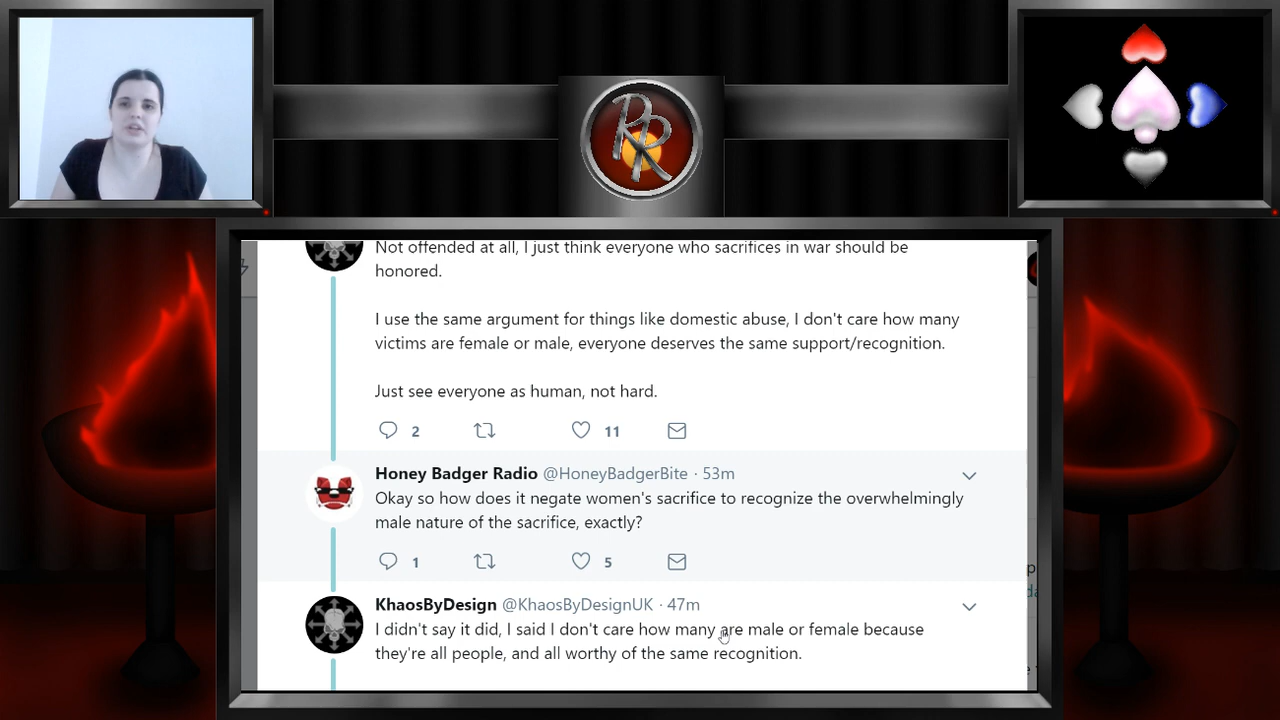 RR
Not offended at all, I just think everyone who sacrifices in war should be
honored.
I use the same argument for things like domestic abuse, I don't care how many
victims are female or male, everyone deserves the same support/recognition.
Just see everyone as human, not hard.
2
11
Honey Badger Radio @HoneyBadgerBite · 53m
Okay so how does it negate women's sacrifice to recognize the overwhelmingly
male nature of the sacrifice, exactly?
1
5
KhaosByDesign @KhaosByDesignUK · 47m
I didn't say it did, I said I don't care how many are male or female because
they're all people, and all worthy of the same recognition.